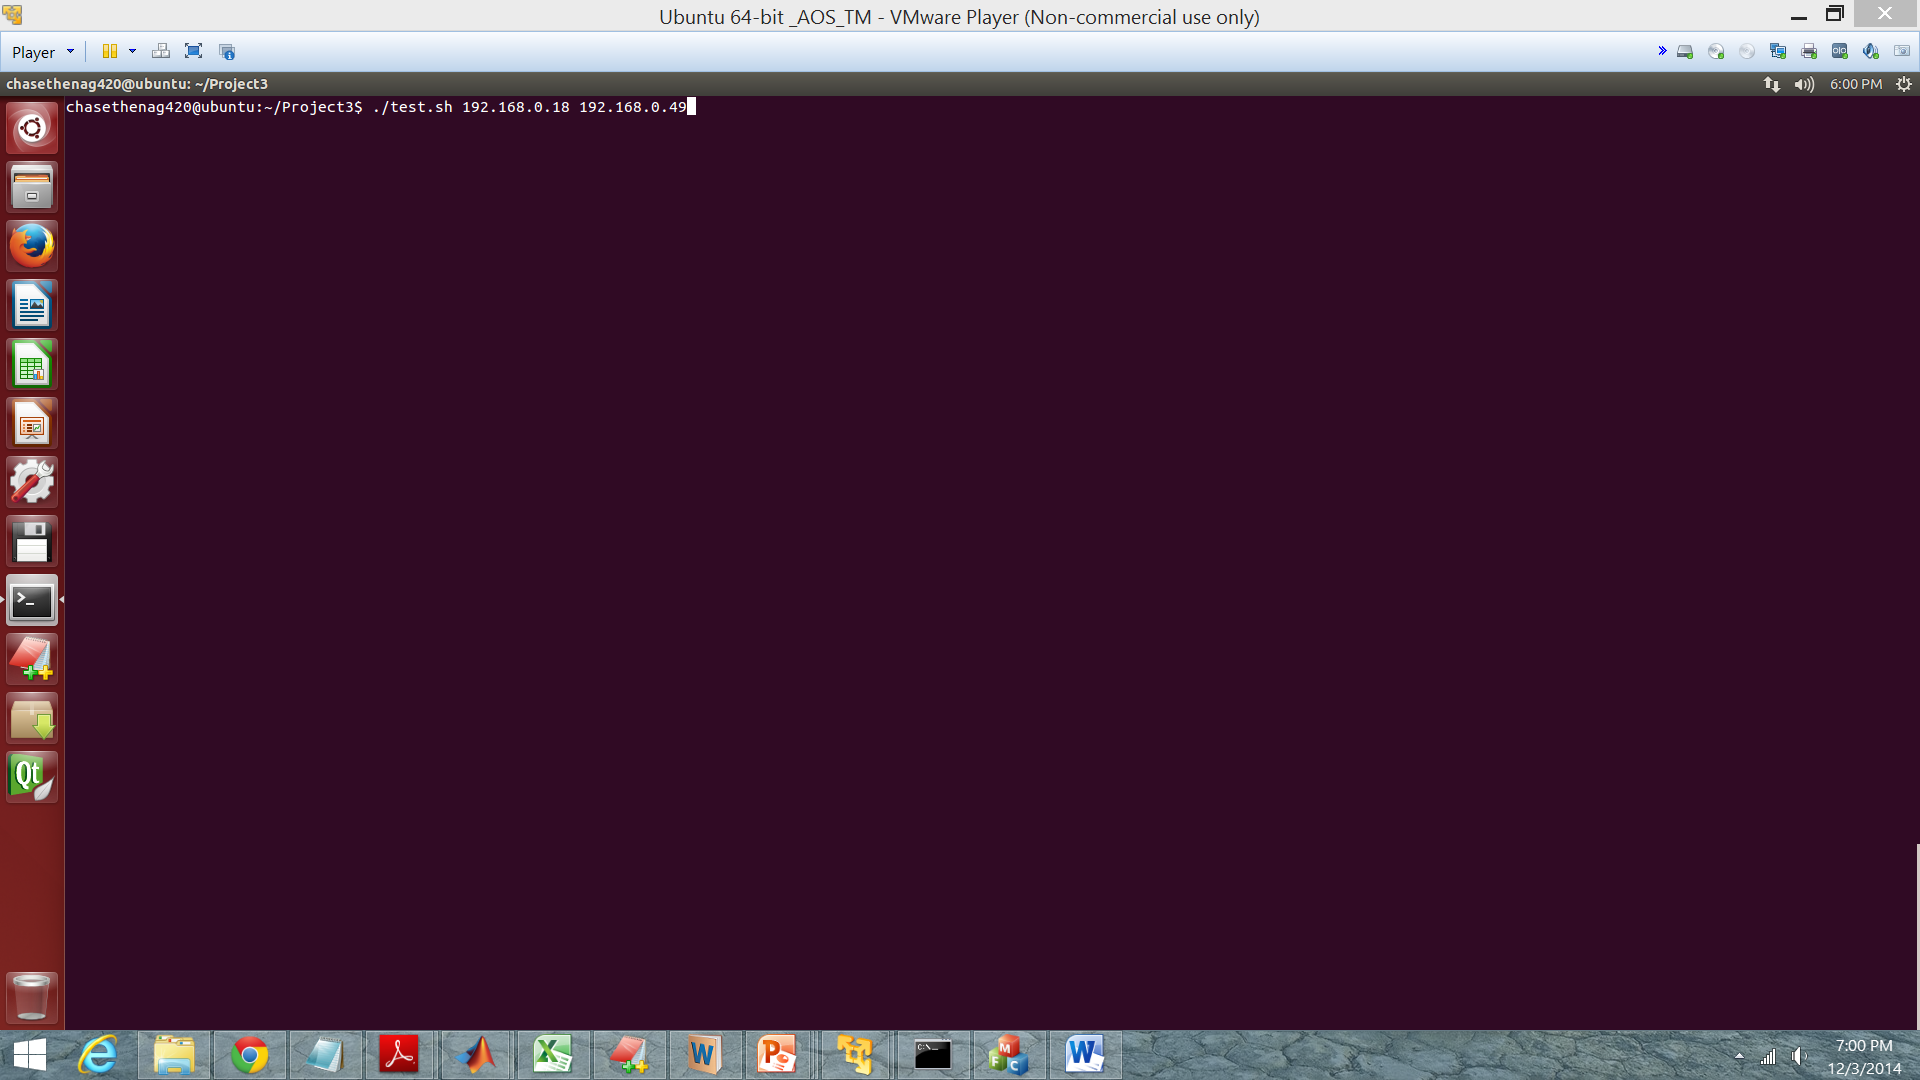 Ubuntu 64-bit _AOS_TM - VMware Player (Non-commercial use only)
Player
chasethenag420@ubuntu: ~/Project3
6:00 PM
chasethenag420@ubuntu:~/Project3$ ./test.sh 192.168.0.18 192.168.0.49
>_
Qt
C:\._
M
F
C
7:00 PM
12/3/2014